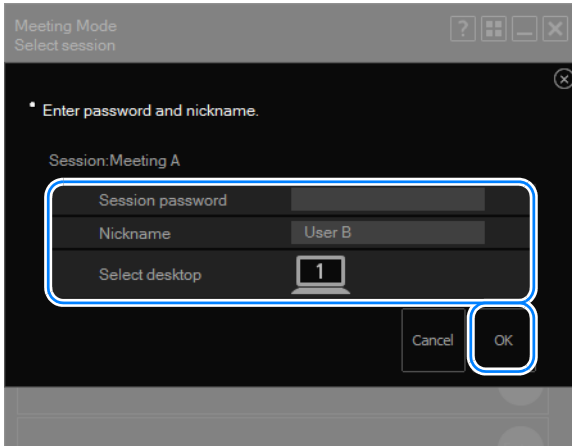 Meeting Mode
Select session
?
Enter password and nickname.
Session:Meeting A
Session password
Nickname User B
Select desktop 1
Cancel OK